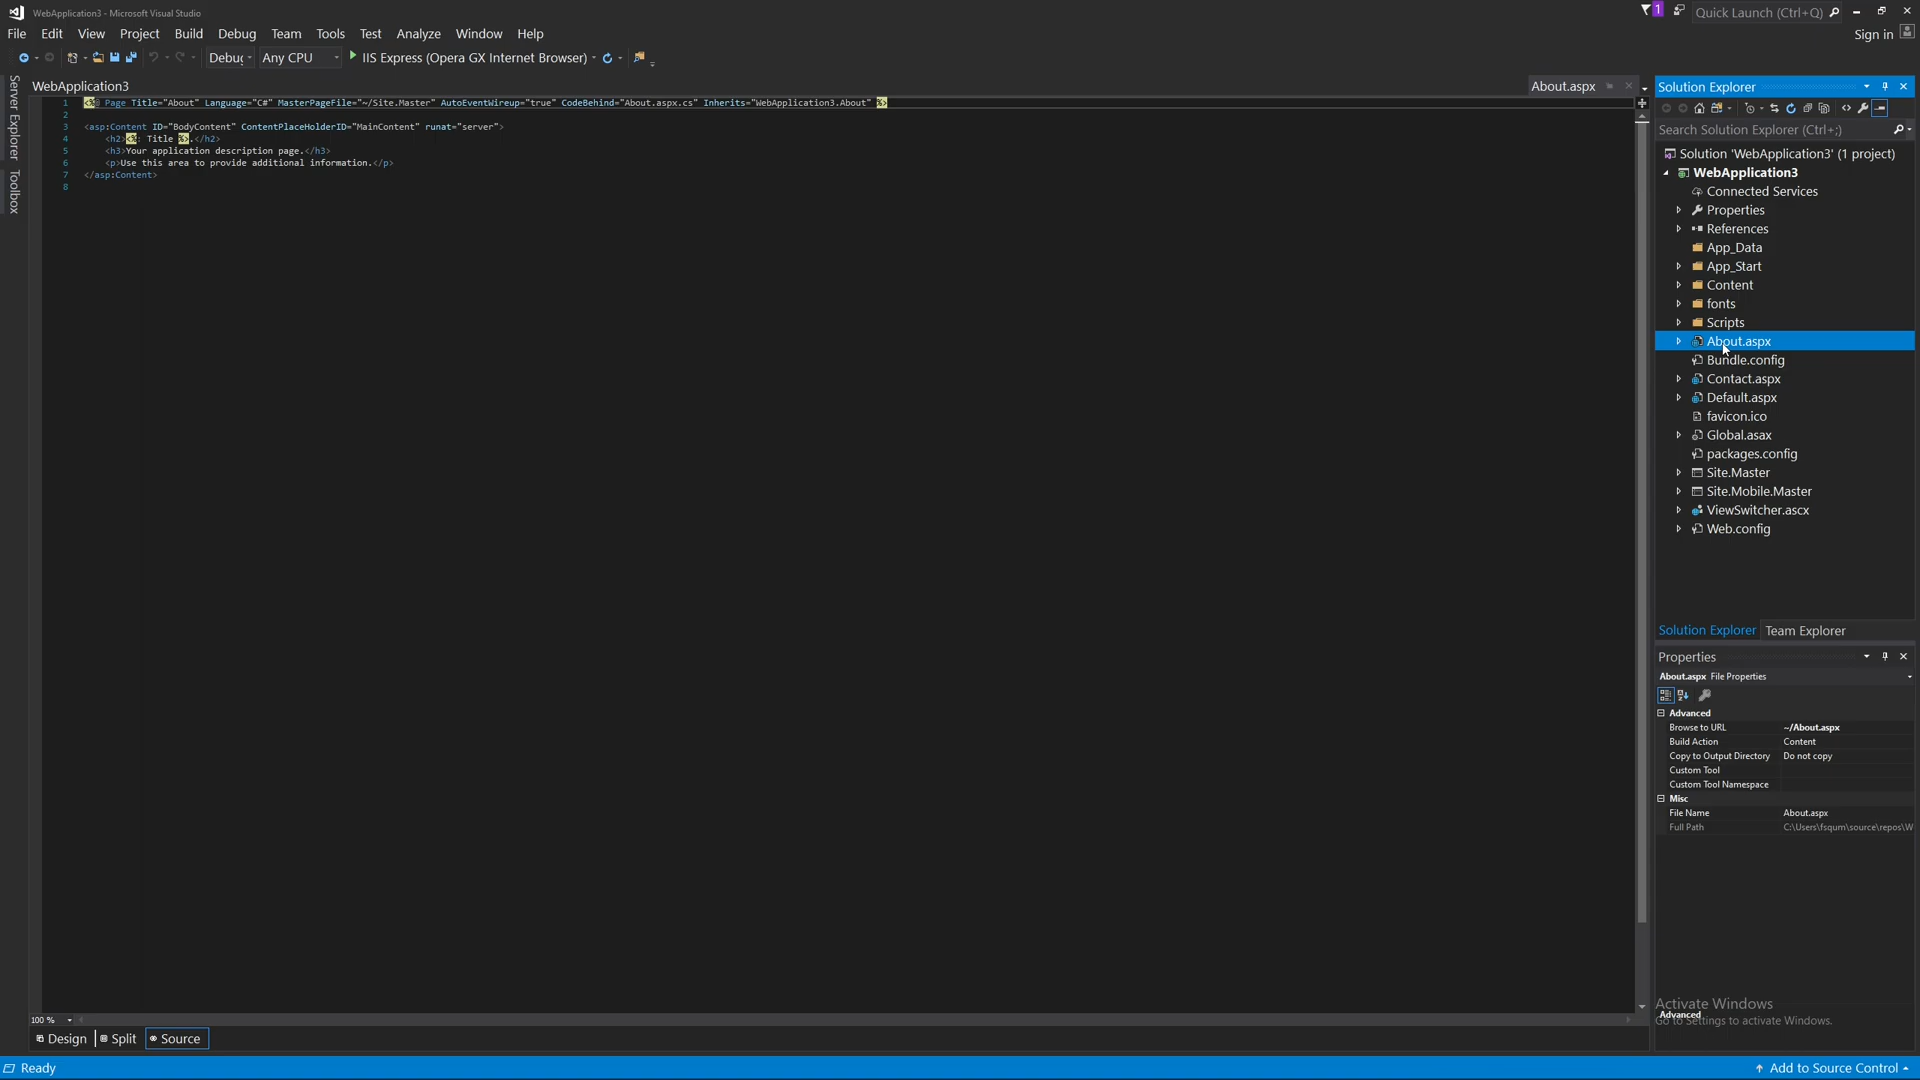 WebApplication3 - Microsoft Visual Studio
1
Quick Launch (Ctrl+Q)
File Edit View Project Build Debug Team Tools Test Analyze Window Help
Sign in
Debug Any CPU IIS Express (Opera GX Internet Browser)
Server Explorer
Toolbox
WebApplication3
About.aspx
1 <%@ Page Title="About" Language="C#" MasterPageFile="~/Site.Master" AutoEventWireup="true" CodeBehind="About.aspx.cs" Inherits="WebApplication3.About" %>
2
3 <asp:Content ID="BodyContent" ContentPlaceHolderID="MainContent" runat="server">
4 <h2><%: Title %>.</h2>
5 <h3>Your application description page.</h3>
6 <p>Use this area to provide additional information.</p>
7 </asp:Content>
8
100 %
Design Split Source
Solution Explorer
Search Solution Explorer (Ctrl+;)
Solution 'WebApplication3' (1 project)
WebApplication3
Connected Services
Properties
References
App_Data
App_Start
Content
fonts
Scripts
About.aspx
Bundle.config
Contact.aspx
Default.aspx
favicon.ico
Global.asax
packages.config
Site.Master
Site.Mobile.Master
ViewSwitcher.ascx
Web.config
Solution Explorer Team Explorer
Properties
About.aspx File Properties
Advanced
Browse to URL ~/About.aspx
Build Action Content
Copy to Output Directory Do not copy
Custom Tool
Custom Tool Namespace
Misc
File Name About.aspx
Full Path C:\Users\fsqum\source\repos\W
Activate Windows
Advanced
Go to Settings to activate Windows.
Ready
Add to Source Control